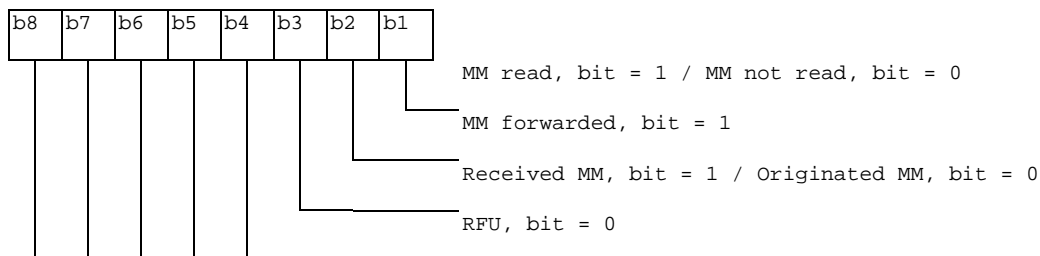 b8 b7 b6 b5 b4 b3 b2 b1
MM read, bit = 1 / MM not read, bit = 0
MM forwarded, bit = 1
Received MM, bit = 1 / Originated MM, bit = 0
RFU, bit = 0